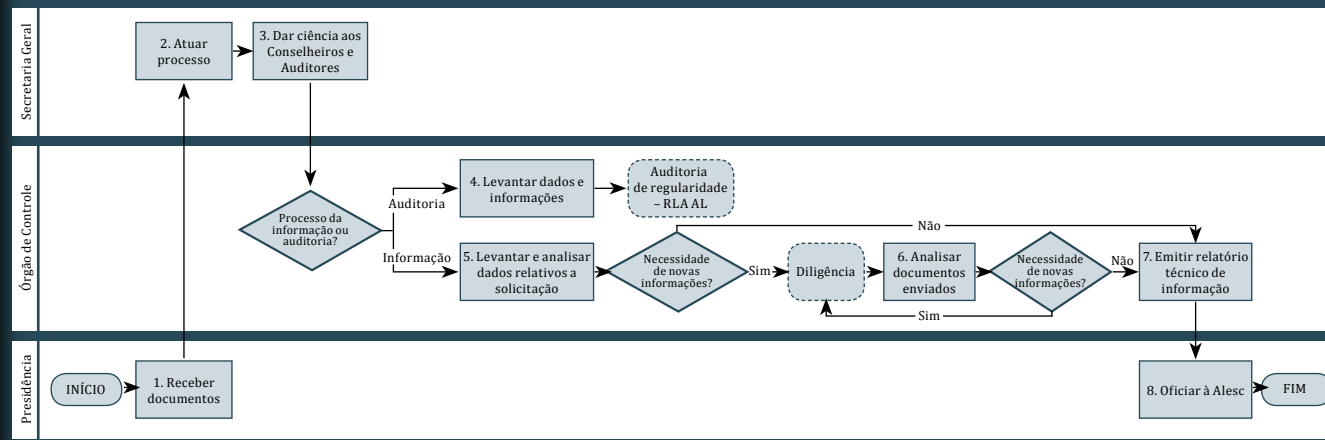 Secretaria Geral
2. Atuar
processo
3. Dar ciência aos
Conselheiros e
Auditores
Órgão de Controle
Processo da
informação ou
auditoria?
Auditoria
Informação
4. Levantar dados e
informações
Auditoria
de regularidade
– RLA AL
5. Levantar e analisar
dados relativos a
solicitação
Necessidade
de novas
informações?
Não
Sim
Diligência
6. Analisar
documentos
enviados
Necessidade
de novas
informações?
Sim
Não
7. Emitir relatório
técnico de
informação
Presidência
INÍCIO
1. Receber
documentos
8. Oficiar à Alesc
FIM